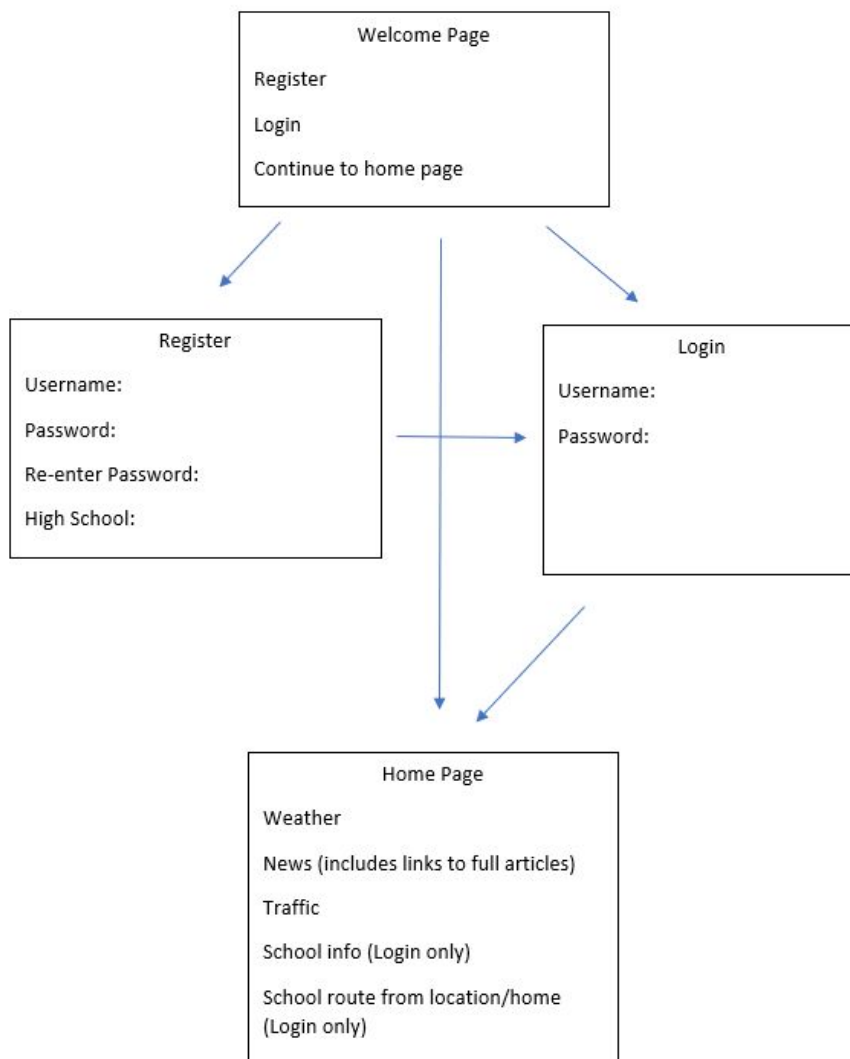 Welcome Page
Register
Login
Continue to home page
Register
Username:
Password:
Re-enter Password:
High School:
Login
Username:
Password:
Home Page
Weather
News (includes links to full articles)
Traffic
School info (Login only)
School route from location/home
(Login only)